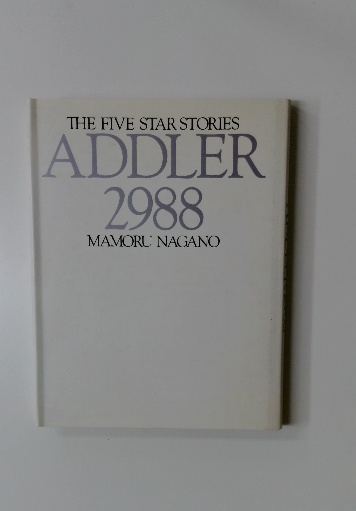 THE FIVE STAR STORIES
ADDLER
2988
MAMORU NAGANO